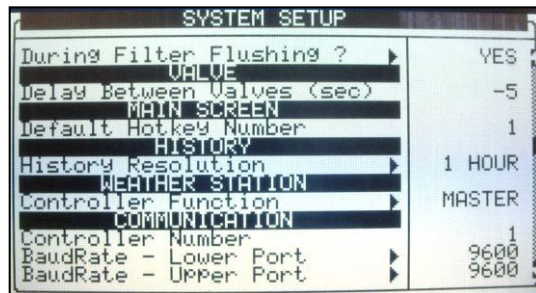 SYSTEM SETUP
During Filter Flushing ? YES
VALVE
Delay Between Valves (sec) -5
MAIN SCREEN
Default Hotkey Number 1
HISTORY
History Resolution 1 HOUR
WEATHER STATION
Controller Function MASTER
COMMUNICATION
Controller Number 1
BaudRate - Lower Port 9600
BaudRate - Upper Port 9600